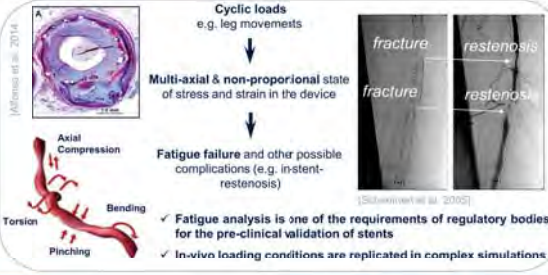 [Alfonso et al. 2014
A
Cyclic loads
e.g. leg movements
Multi-axial & non-proportional state
of stress and strain in the device
Fatigue failure and other possible
complications (e.g. in-stent-
restenosis)
Axial
Compression
Torsion
Bending
Pinching
fracture
restenosis
fracture
restenosis
et al. 2005]
✓ Fatigue analysis is one of the requirements of regulatory bodies
for the pre-clinical validation of stents
✓ In-vivo loading conditions are replicated in complex simulations